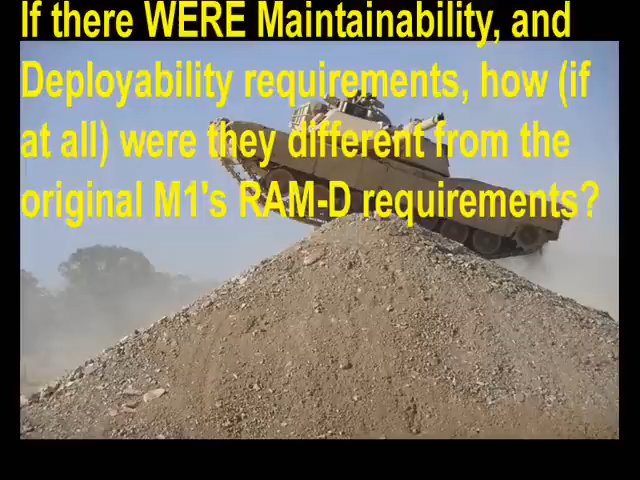 If there WERE Maintainability, and
Deployability requirements, how (if
at all) were they different from the
original M1's RAM-D requirements?